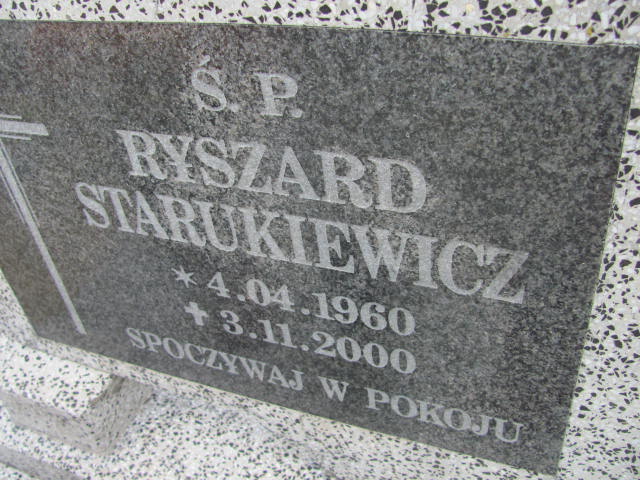 Ś. P.
RYSZARD
STARUKIEWICZ
* 4.04.1960
✝ 3.11.2000
SPOCZYWAJ W POKOJU